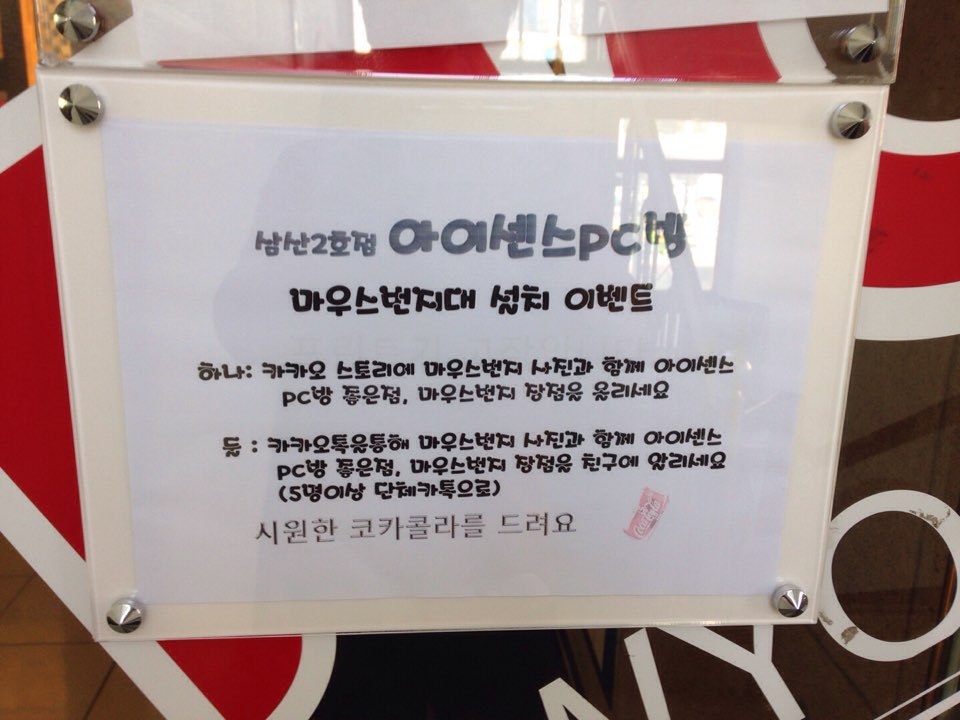 삼산2호점 아이센스PC방
마우스번지대 설치 이벤트
하나: 카카오 스토리에 마우스번지 사진과 함께 아이센스
PC방 좋은점, 마우스번지 장점을 올리세요
둘 : 카카오톡을통해 마우스번지 사진과 함께 아이센스
PC방 좋은점, 마우스번지 장점을 친구에 알리세요
(5명이상 단체카톡으로)
시원한 코카콜라를 드려요
NYO